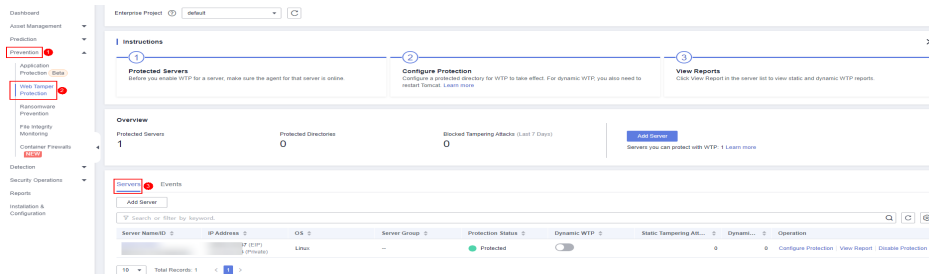 Dashboard
Asset Management
Prediction
Prevention 1
Application
Protection Beta
Web Tamper
Protection 2
Ransomware
Prevention
File Integrity
Monitoring
Container Firewalls
NEW
Detection
Security Operations
Reports
Installation &
Configuration
Enterprise Project ? default
Instructions
1
Protected Servers
Before you enable WTP for a server, make sure the agent for that server is online.
2
Configure Protection
Configure a protected directory for WTP to take effect. For dynamic WTP, you also need to
restart Tomcat. Learn more
3
View Reports
Click View Report in the server list to view static and dynamic WTP reports.
Overview
Protected Servers
1
Protected Directories
0
Blocked Tampering Attacks (Last 7 Days)
0
Add Server
Servers you can protect with WTP: 1 Learn more
Servers 3 Events
Add Server
Search or filter by keyword.
Server Name/ID IP Address OS Server Group Protection Status Dynamic WTP Static Tampering Att... Dynami... Operation
(EIP)
(Private)
Linux -- Protected 0 0 Configure Protection View Report Disable Protection
10 Total Records: 1 < 1 >